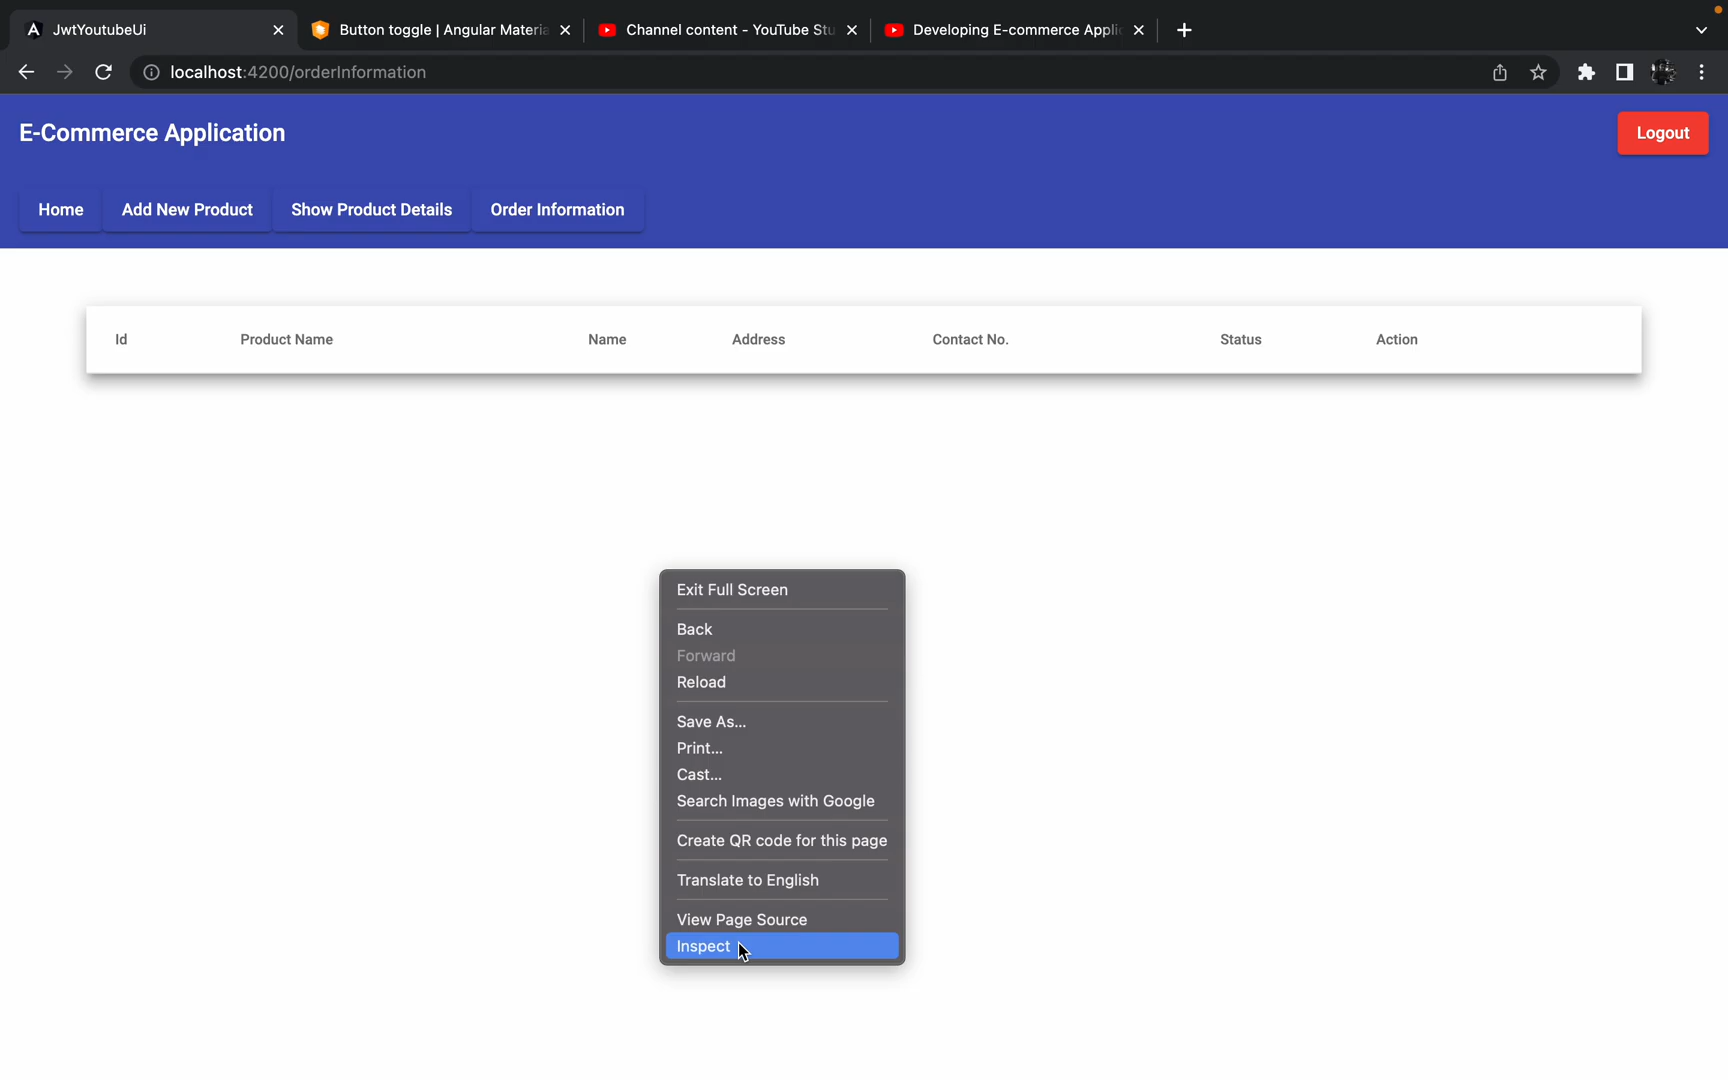 JwtYoutubeUi
Button toggle | Angular Materia
Channel content - YouTube Stu
Developing E-commerce Applic
localhost:4200/orderInformation
E-Commerce Application
Logout
Home
Add New Product
Show Product Details
Order Information
Id
Product Name
Name
Address
Contact No.
Status
Action
Exit Full Screen
Back
Forward
Reload
Save As...
Print...
Cast...
Search Images with Google
Create QR code for this page
Translate to English
View Page Source
Inspect